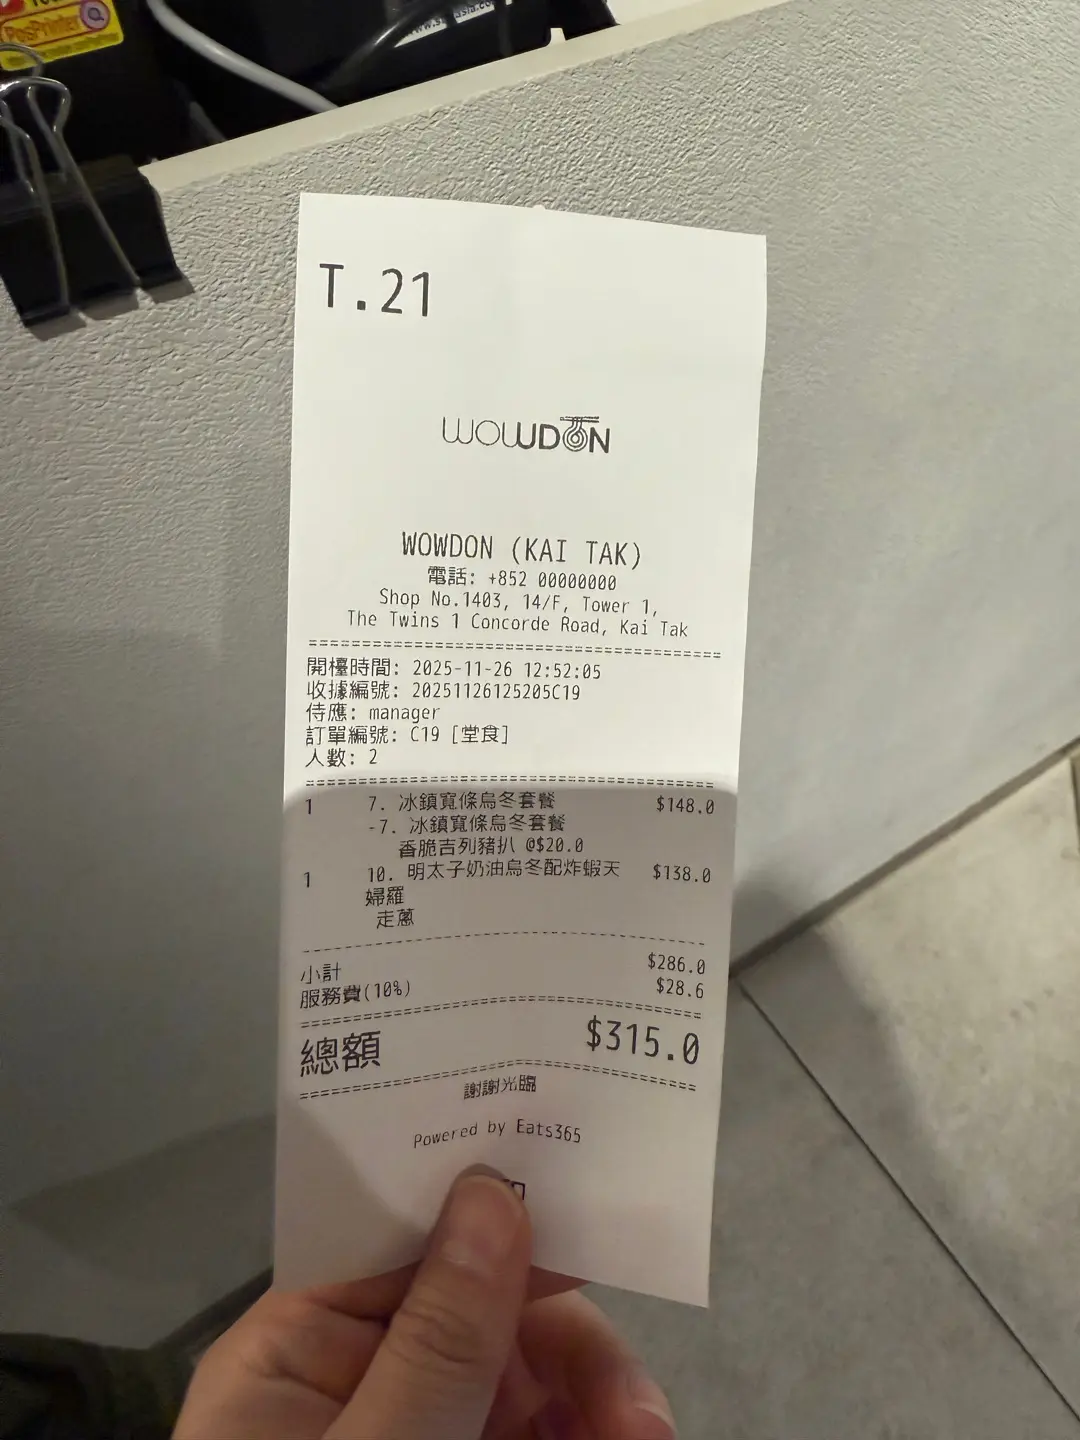 PosPrinter
T.21
WOWDON
WOWDON (KAI TAK)
電話: +852 00000000
Shop No.1403, 14/F, Tower 1,
The Twins 1 Concorde Road, Kai Tak
開檯時間: 2025-11-26 12:52:05
收據編號: 20251126125205C19
侍應: manager
訂單編號: C19 [堂食]
人數: 2
1 7. 冰鎮寬條烏冬套餐 $148.0
-7. 冰鎮寬條烏冬套餐
香脆吉列豬扒 @$20.0
1 10. 明太子奶油烏冬配炸蝦天 $138.0
婦羅
走蔥
小計 $286.0
服務費(10%) $28.6
總額 $315.0
謝謝光臨
Powered by Eats365